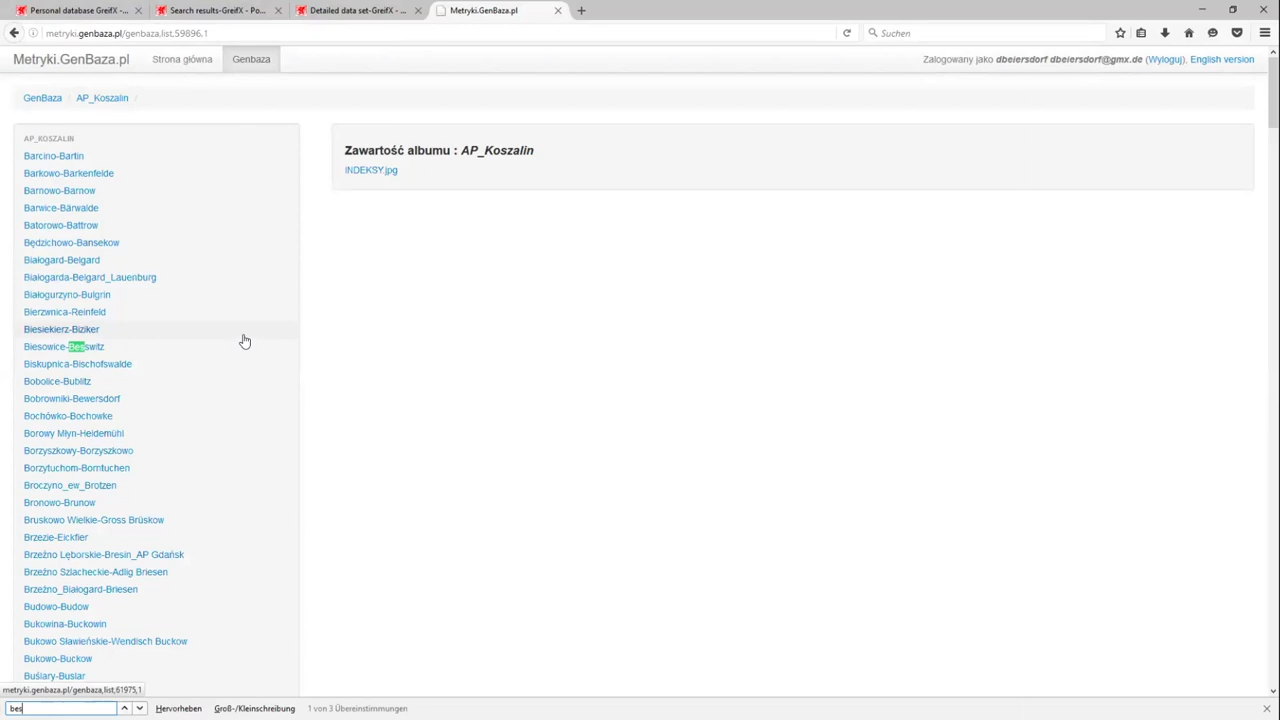 Personal database GreifX -...
Search results-GreifX - Po...
Detailed data set-GreifX - ...
Metryki.GenBaza.pl
metryki.genbaza.pl/genbaza,list,59896,1
Suchen
Metryki.GenBaza.pl
Strona główna
Genbaza
Zalogowany jako dbeiersdorf dbeiersdorf@gmx.de (Wyloguj), English version
GenBaza / AP_Koszalin /
AP_KOSZALIN
Barcino-Bartin
Barkowo-Barkenfelde
Barnowo-Barnow
Barwice-Bärwalde
Batorowo-Battrow
Będzichowo-Bansekow
Białogard-Belgard
Białogarda-Belgard_Lauenburg
Białogurzyno-Bulgrin
Bierzwnica-Reinfeld
Biesiekierz-Biziker
Biesowice-Beswitz
Biskupnica-Bischofswalde
Bobolice-Bublitz
Bobrowniki-Bewersdorf
Bochówko-Bochowke
Borowy Młyn-Heidemühl
Borzyszkowy-Borzyszkowo
Borzytuchom-Borntuchen
Broczyno_ew_Brotzen
Bronowo-Brunow
Bruskowo Wielkie-Gross Brüskow
Brzezie-Eickfier
Brzeźno Lęborskie-Bresin_AP Gdańsk
Brzeźno Szlacheckie-Adlig Briesen
Brzeźno_Białogard-Briesen
Budowo-Budow
Bukowina-Buckowin
Bukowo Sławieńskie-Wendisch Buckow
Bukowo-Buckow
Buślary-Buslar
Zawartość albumu : AP_Koszalin
INDEKSY.jpg
metryki.genbaza.pl/genbaza,list,61975,1
bes
Hervorheben
Groß-/Kleinschreibung
1 von 3 Übereinstimmungen